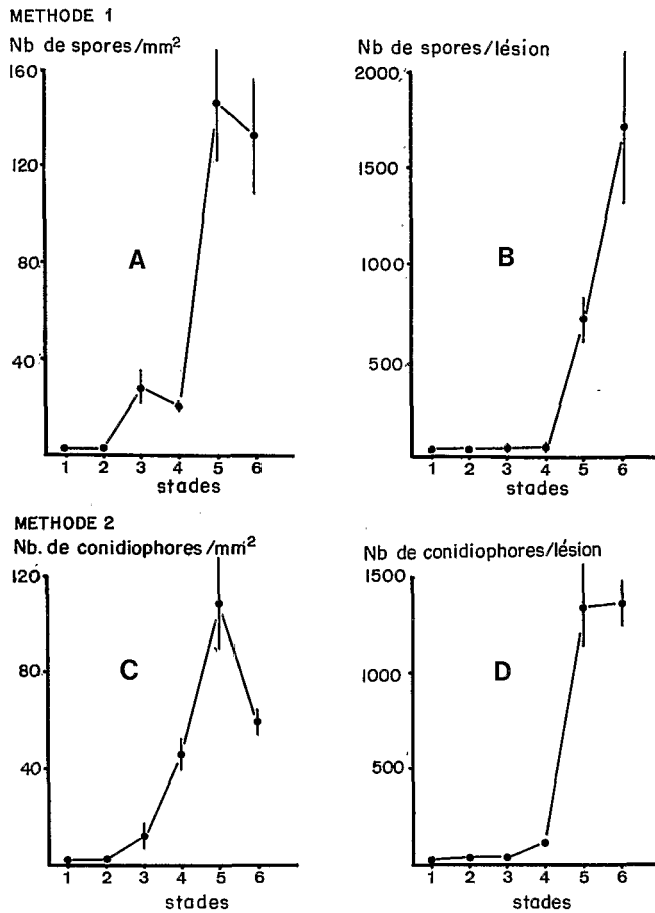 METHODE 1
Nb de spores/mm²
160
120
80
40
A
1 2 3 4 5 6
stades
Nb de spores/lésion
2000
1500
1000
500
B
1 2 3 4 5 6
stades
METHODE 2
Nb. de conidiophores/mm²
120
80
40
C
1 2 3 4 5 6
stades
Nb de conidiophores/lésion
1500
1000
500
D
1 2 3 4 5 6
stades